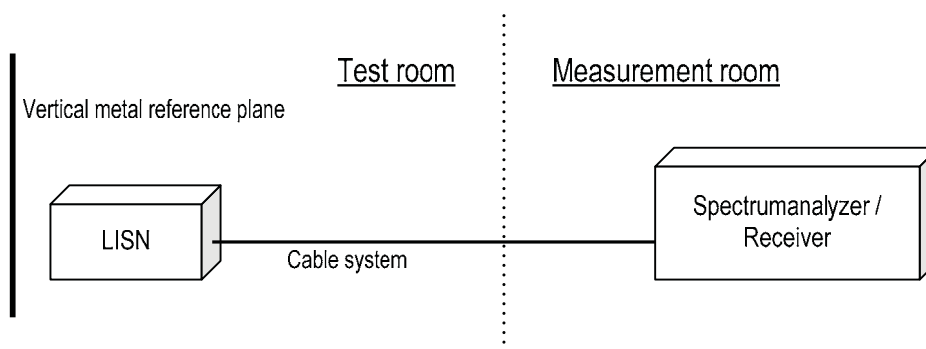 Test room
Measurement room
Vertical metal reference plane
LISN
Cable system
Spectrumanalyzer /
Receiver